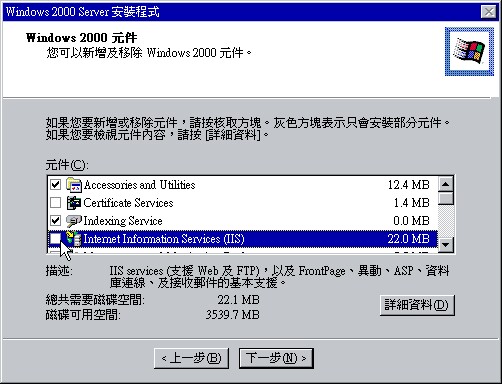 Windows 2000 Server 安裝程式
Windows 2000 元件
您可以新增及移除 Windows 2000 元件。
如果您要新增或移除元件，請按核取方塊。灰色方塊表示只會安裝部分元件。
如果您要檢視元件內容，請按 [詳細資料]。
元件(C):
Accessories and Utilities 12.4 MB
Certificate Services 1.4 MB
Indexing Service 0.0 MB
Internet Information Services (IIS) 22.0 MB
描述: IIS services (支援 Web 及 FTP)，以及 FrontPage、異動、ASP、資料
庫連線、及接收郵件的基本支援。
總共需要磁碟空間: 22.1 MB
磁碟可用空間: 3539.7 MB
詳細資料(D)
<上一步(B) 下一步(N)>